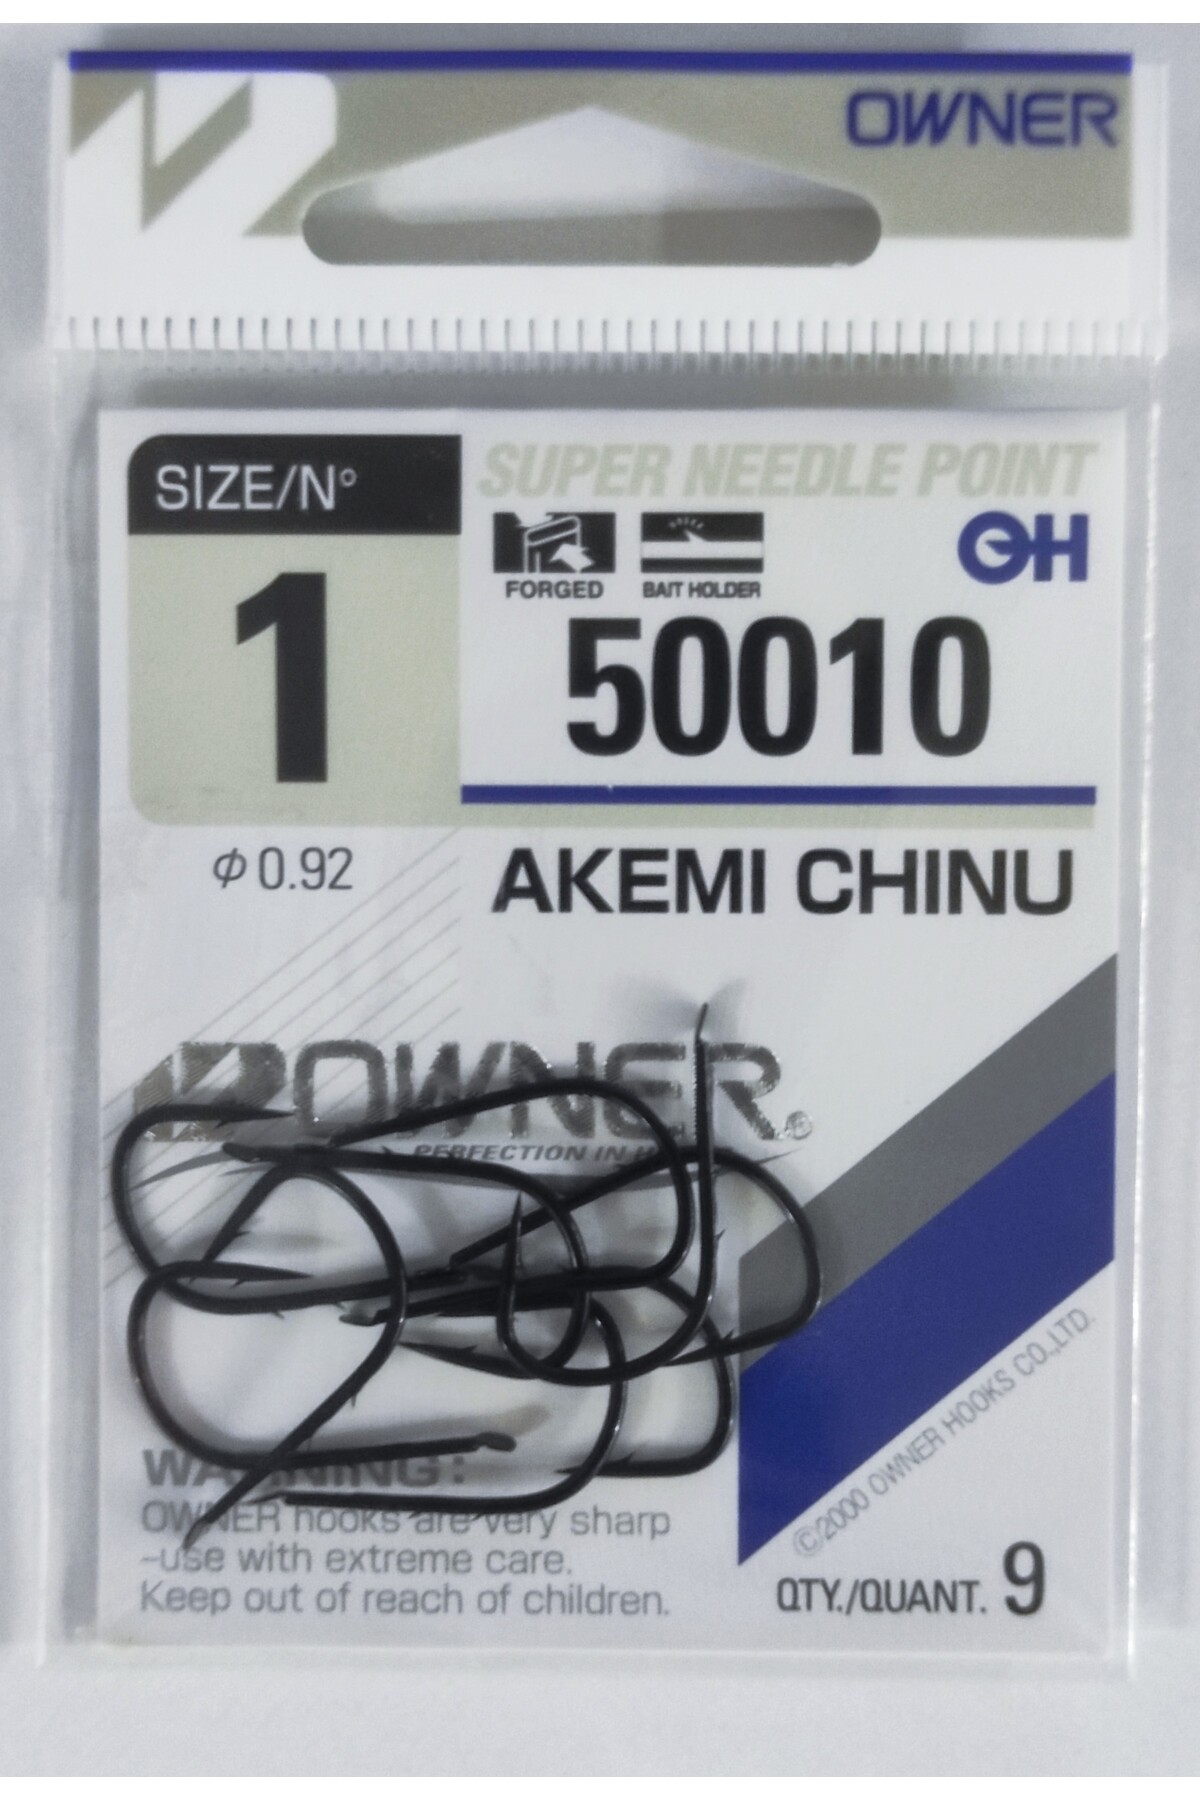 OWNER
SIZE/Nº
1
SUPER NEEDLE POINT
FORGED
BAIT HOLDER
50010
φ 0.92
AKEMI CHINU
OWNER®
PERFECTION IN
WARNING:
OWNER hooks are very sharp
-use with extreme care.
Keep out of reach of children.
©2000 OWNER HOOKS CO.,LTD.
QTY./QUANT. 9